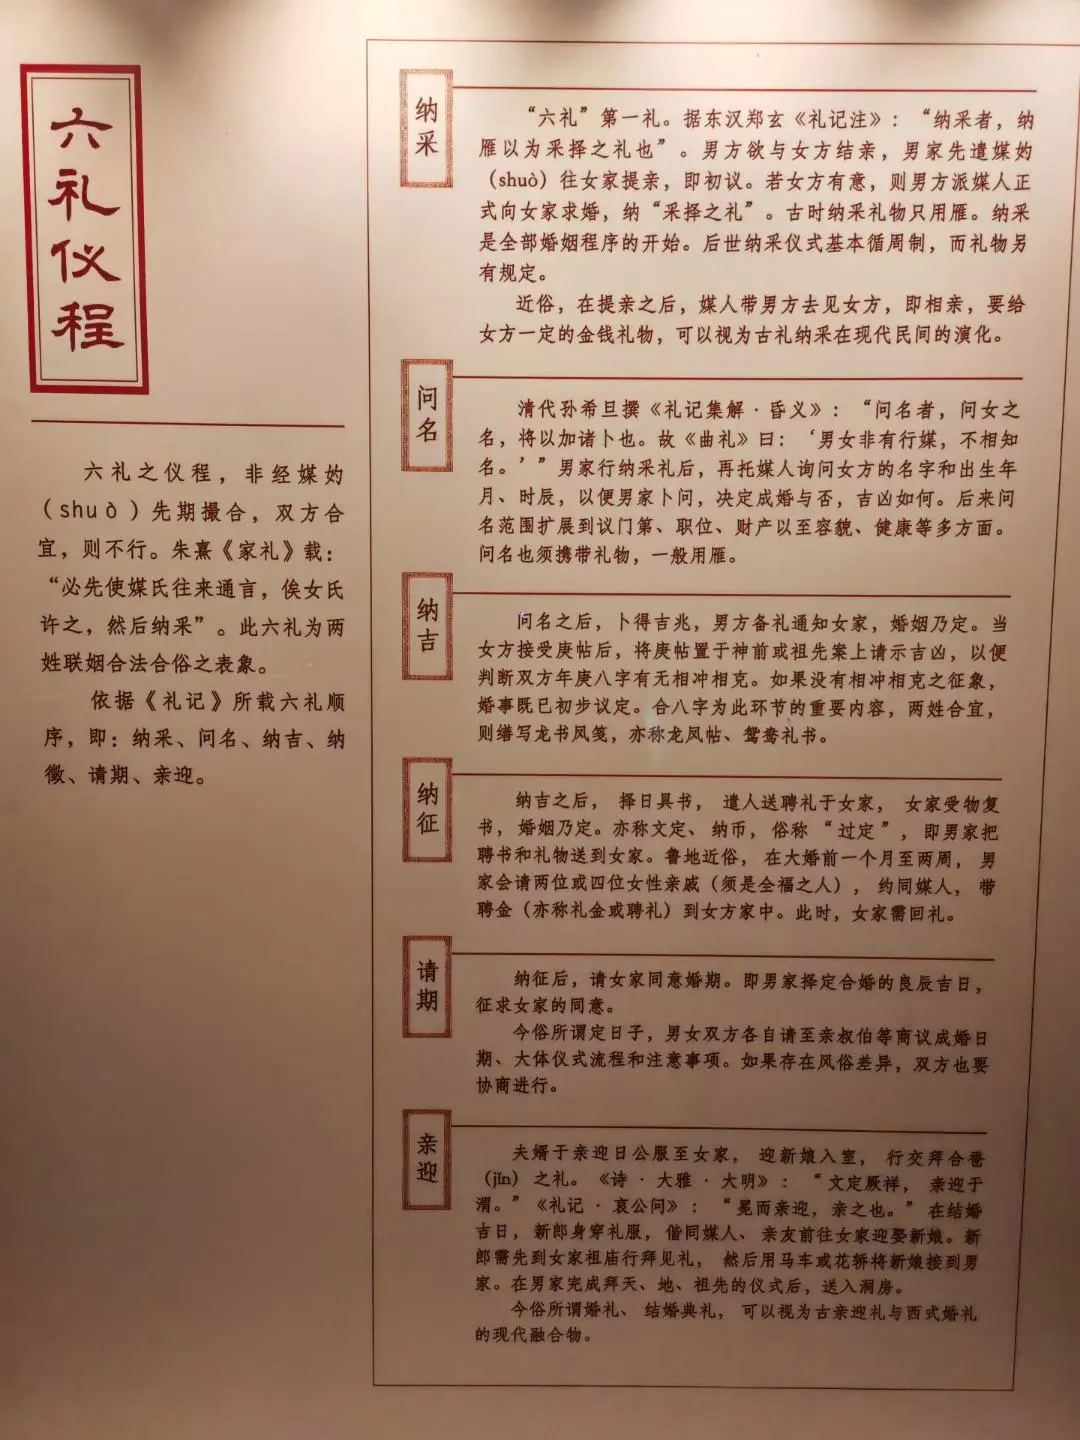 六礼仪程
六礼之仪程，非经媒妁
（shuò）先期撮合，双方合
宜，则不行。朱熹《家礼》载：
“必先使媒氏往来通言，俟女氏
许之，然后纳采”。此六礼为两
姓联姻合法合俗之表象。
依据《礼记》所载六礼顺
序，即：纳采、问名、纳吉、纳
徵、请期、亲迎。
纳采
“六礼”第一礼。据东汉郑玄《礼记注》：“纳采者，纳
雁以为采择之礼也”。男方欲与女方结亲，男家先遣媒妁
（shuò）往女家提亲，即初议。若女方有意，则男方派媒人正
式向女家求婚，纳“采择之礼”。古时纳采礼物只用雁。纳采
是全部婚姻程序的开始。后世纳采仪式基本循周制，而礼物另
有规定。
近俗，在提亲之后，媒人带男方去见女方，即相亲，要给
女方一定的金钱礼物，可以视为古礼纳采在现代民间的演化。
问名
清代孙希旦撰《礼记集解·昏义》：“问名者，问女之
名，将以加诸卜也。故《曲礼》曰：‘男女非有行媒，不相知
名。’”男家行纳采礼后，再托媒人询问女方的名字和出生年
月、时辰，以便男家卜问，决定成婚与否，吉凶如何。后来问
名范围扩展到议门第、职位、财产以至容貌、健康等多方面。
问名也须携带礼物，一般用雁。
纳吉
问名之后，卜得吉兆，男方备礼通知女家，婚姻乃定。当
女方接受庚帖后，将庚帖置于神前或祖先案上请示吉凶，以便
判断双方年庚八字有无相冲相克。如果没有相冲相克之征象，
婚事既已初步议定。合八字为此环节的重要内容，两姓合宜，
则缮写龙书凤笺，亦称龙凤帖、鸳鸯礼书。
纳征
纳吉之后， 择日具书， 遣人送聘礼于女家， 女家受物复
书，婚姻乃定。亦称文定、纳币，俗称“过定”，即男家把
聘书和礼物送到女家。鲁地近俗， 在大婚前一个月至两周， 男
家会请两位或四位女性亲戚（须是全福之人）， 约同媒人， 带
聘金（亦称礼金或聘礼）到女方家中。此时，女家需回礼。
请期
纳征后，请女家同意婚期。即男家择定合婚的良辰吉日，
征求女家的同意。
今俗所谓定日子，男女双方各自请至亲叔伯等商议成婚日
期、大体仪式流程和注意事项。如果存在风俗差异，双方也要
协商进行。
亲迎
夫婿于亲迎日公服至女家， 迎新娘入室， 行交拜合卺
（jǐn）之礼。《诗·大雅·大明》：“文定厥祥， 亲迎于
渭。”《礼记·哀公问》：“冕而亲迎，亲之也。”在结婚
吉日，新郎身穿礼服，偕同媒人、亲友前往女家迎娶新娘。新
郎需先到女家祖庙行拜见礼， 然后用马车或花轿将新娘接到男
家。在男家完成拜天、地、祖先的仪式后，送入洞房。
今俗所谓婚礼、结婚典礼， 可以视为古亲迎礼与西式婚礼
的现代融合物。